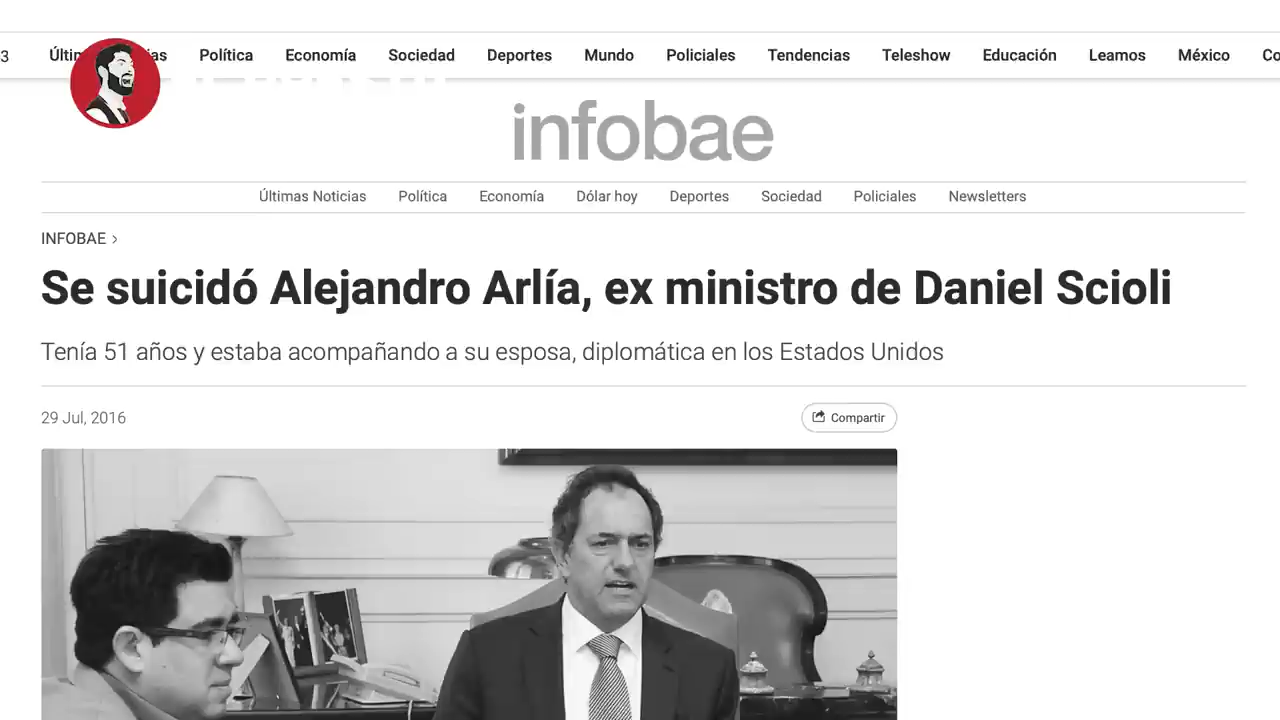 3 Política Economía Sociedad Deportes Mundo Policiales Tendencias Teleshow Educación Leamos México
infobae
Últimas Noticias Política Economía Dólar hoy Deportes Sociedad Policiales Newsletters
INFOBAE >
Se suicidó Alejandro Arlía, ex ministro de Daniel Scioli
Tenía 51 años y estaba acompañando a su esposa, diplomática en los Estados Unidos
29 Jul, 2016 Compartir